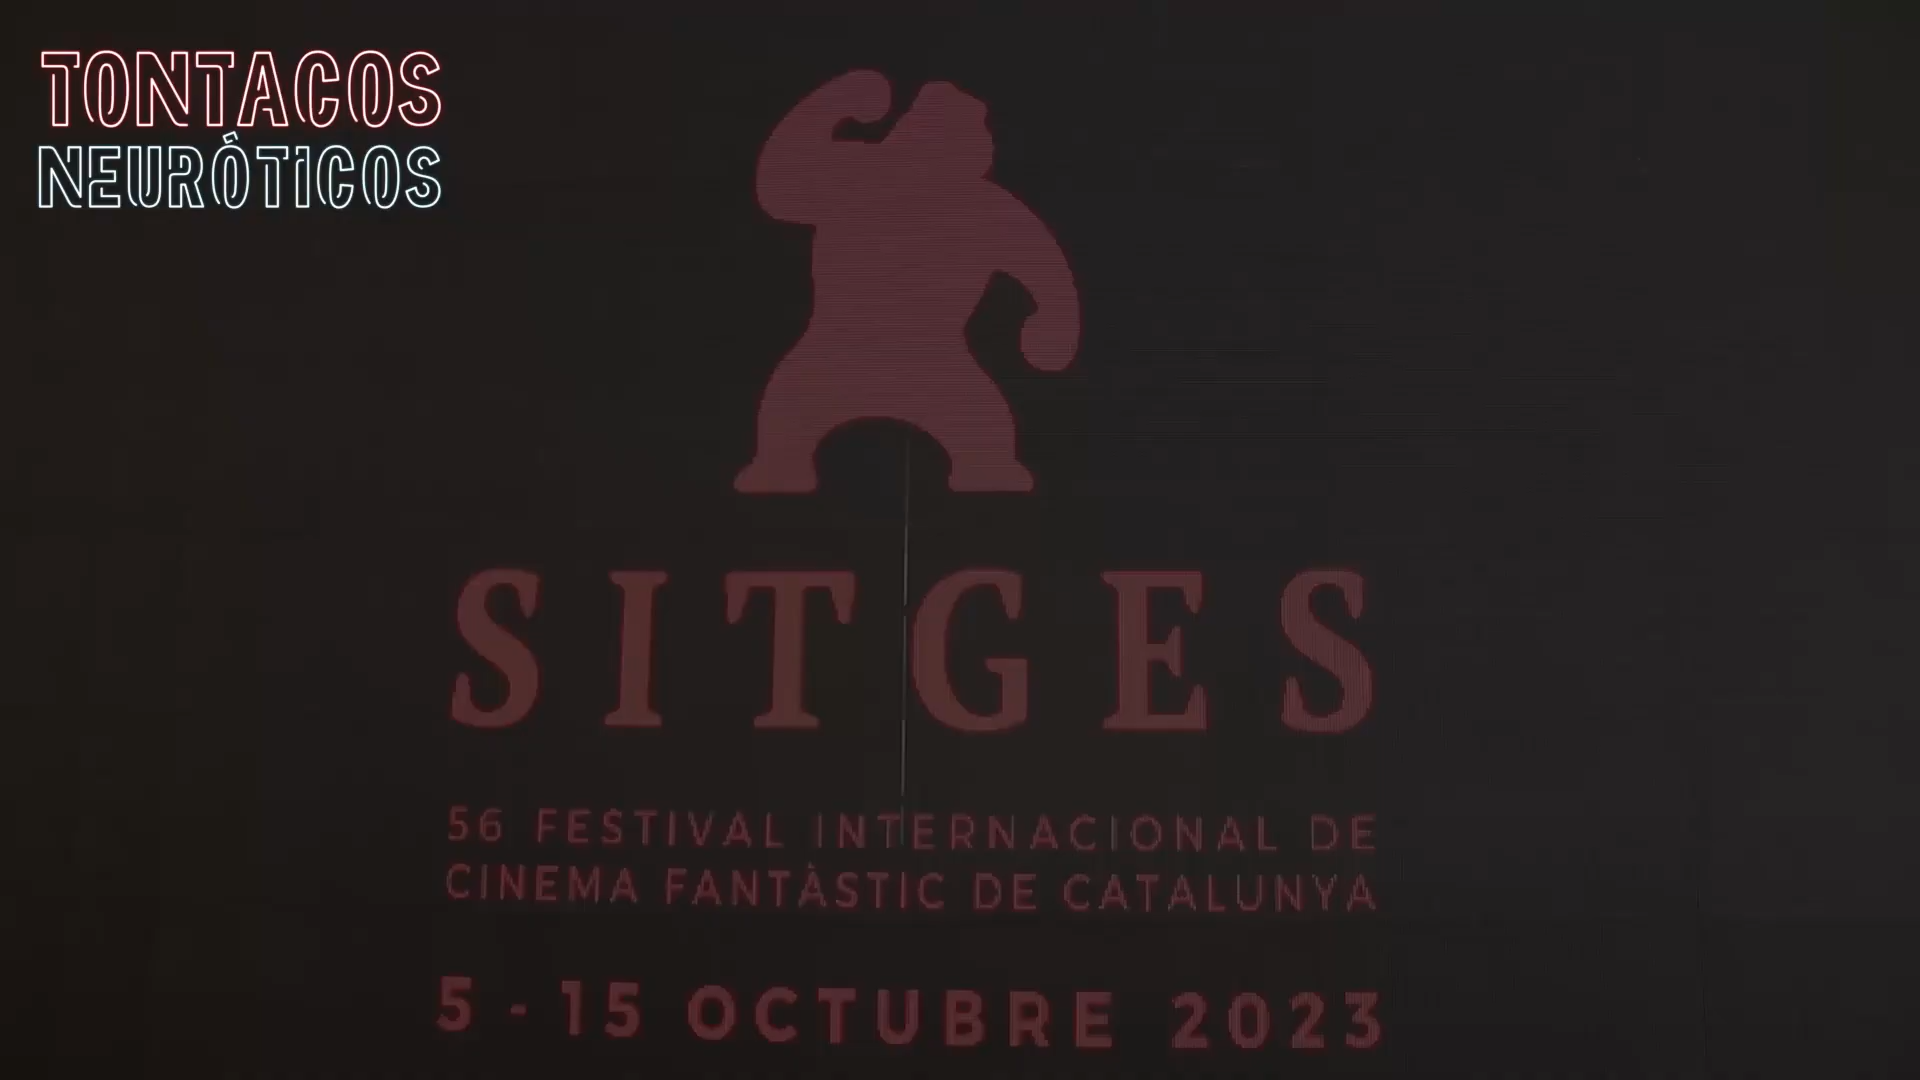 TONTACOS
NEURÓTICOS
SITGES
56 FESTIVAL INTERNACIONAL DE
CINEMA FANTÀSTIC DE CATALUNYA
5 - 15 OCTUBRE 2023